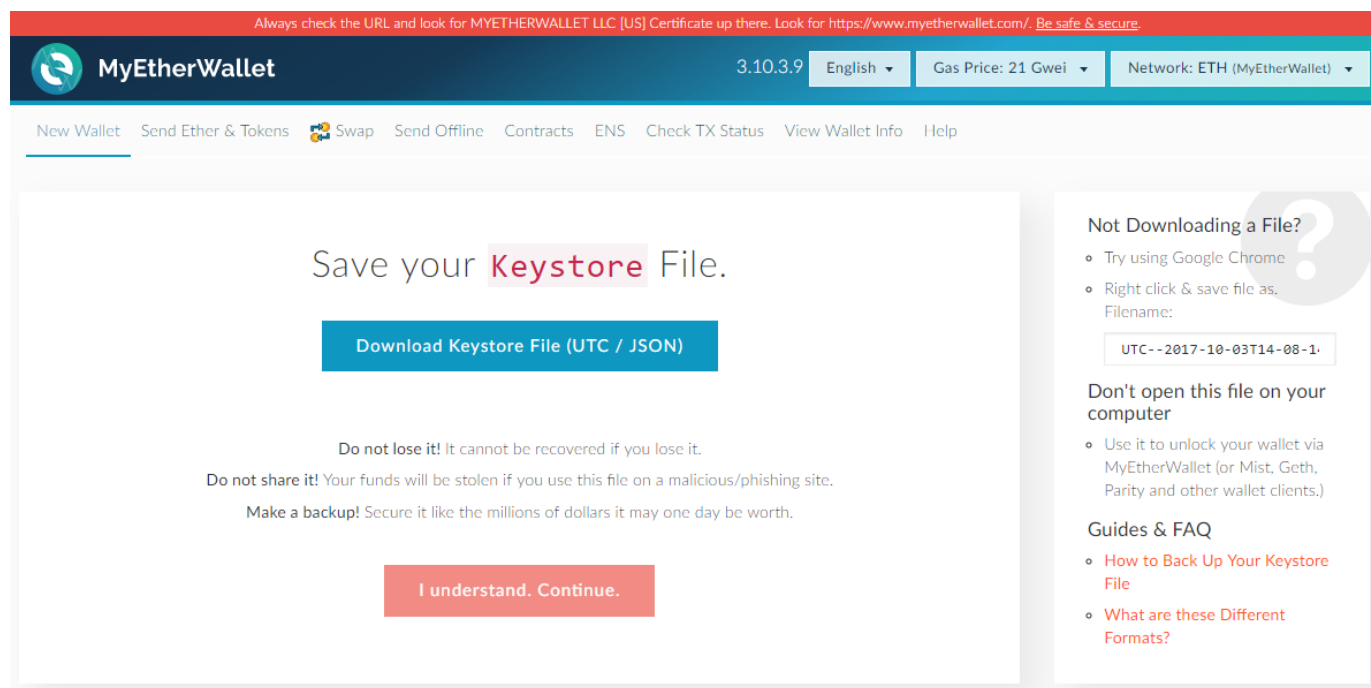 Always check the URL and look for MYETHERWALLET LLC [US] Certificate up there. Look for https://www.myetherwallet.com/. Be safe & secure.
MyEtherWallet
3.10.3.9 English Gas Price: 21 Gwei Network: ETH (MyEtherWallet)
New Wallet Send Ether & Tokens Swap Send Offline Contracts ENS Check TX Status View Wallet Info Help
Save your Keystore File.
Download Keystore File (UTC / JSON)
Do not lose it! It cannot be recovered if you lose it.
Do not share it! Your funds will be stolen if you use this file on a malicious/phishing site.
Make a backup! Secure it like the millions of dollars it may one day be worth.
I understand. Continue.
Not Downloading a File?
Try using Google Chrome
Right click & save file as.
Filename:
UTC--2017-10-03T14-08-1
Don't open this file on your
computer
Use it to unlock your wallet via
MyEtherWallet (or Mist, Geth,
Parity and other wallet clients.)
Guides & FAQ
How to Back Up Your Keystore
File
What are these Different
Formats?